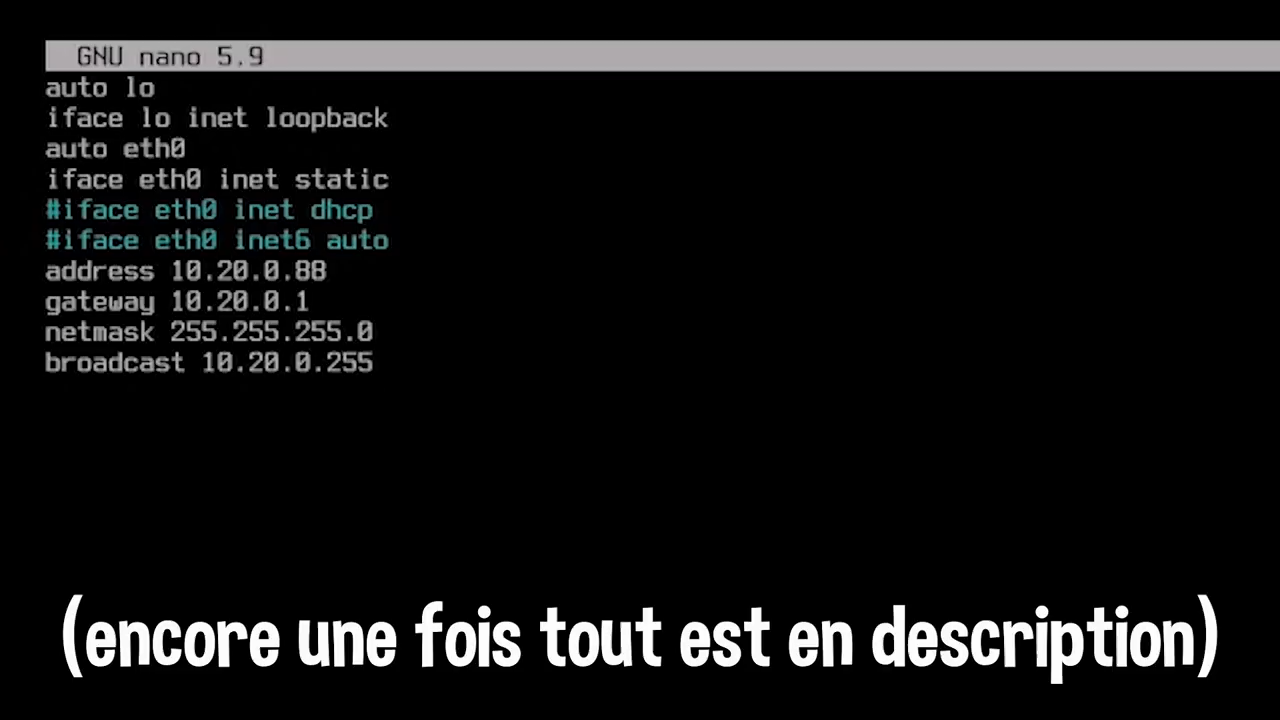 GNU nano 5.9
auto lo
iface lo inet loopback
auto eth0
iface eth0 inet static
#iface eth0 inet dhcp
#iface eth0 inet6 auto
address 10.20.0.88
gateway 10.20.0.1
netmask 255.255.255.0
broadcast 10.20.0.255
(encore une fois tout est en description)